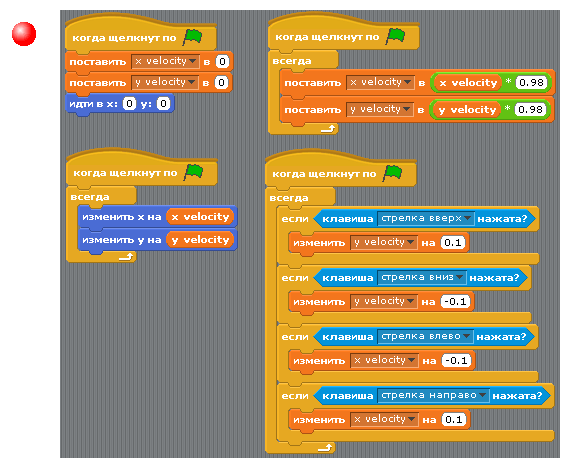 когда щелкнут по
поставить x velocity в 0
поставить y velocity в 0
идти в x: 0 y: 0
когда щелкнут по
всегда
поставить x velocity в x velocity * 0.98
поставить y velocity в y velocity * 0.98
когда щелкнут по
всегда
изменить x на x velocity
изменить y на y velocity
когда щелкнут по
всегда
если клавиша стрелка вверх нажата?
изменить y velocity на 0.1
если клавиша стрелка вниз нажата?
изменить y velocity на -0.1
если клавиша стрелка влево нажата?
изменить x velocity на -0.1
если клавиша стрелка направо нажата?
изменить x velocity на 0.1